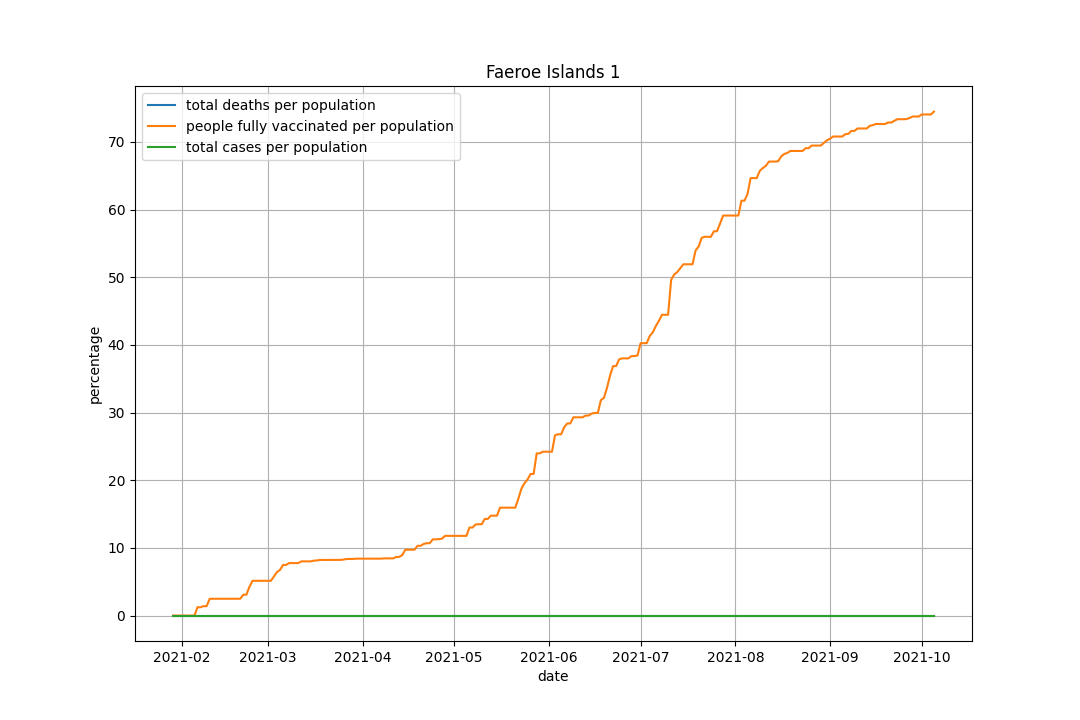 Faeroe Islands 1
total deaths per population
people fully vaccinated per population
total cases per population
percentage
70
60
50
40
30
20
10
0
2021-02 2021-03 2021-04 2021-05 2021-06 2021-07 2021-08 2021-09 2021-10
date